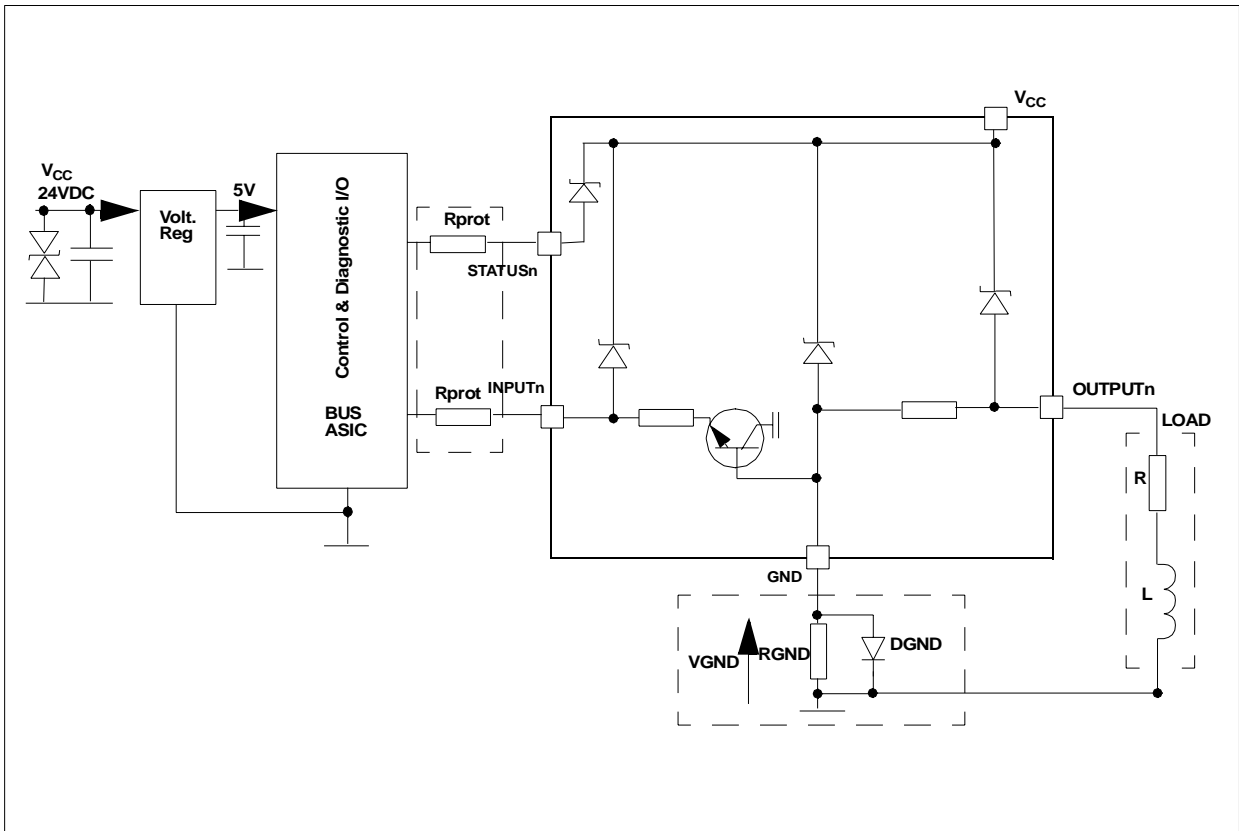 VCC
VCC
24VDC
Volt.
Reg
5V
Control & Diagnostic I/O
BUS
ASIC
Rprot
STATUSn
Rprot
INPUTn
OUTPUTn
LOAD
R
L
GND
VGND
RGND
DGND